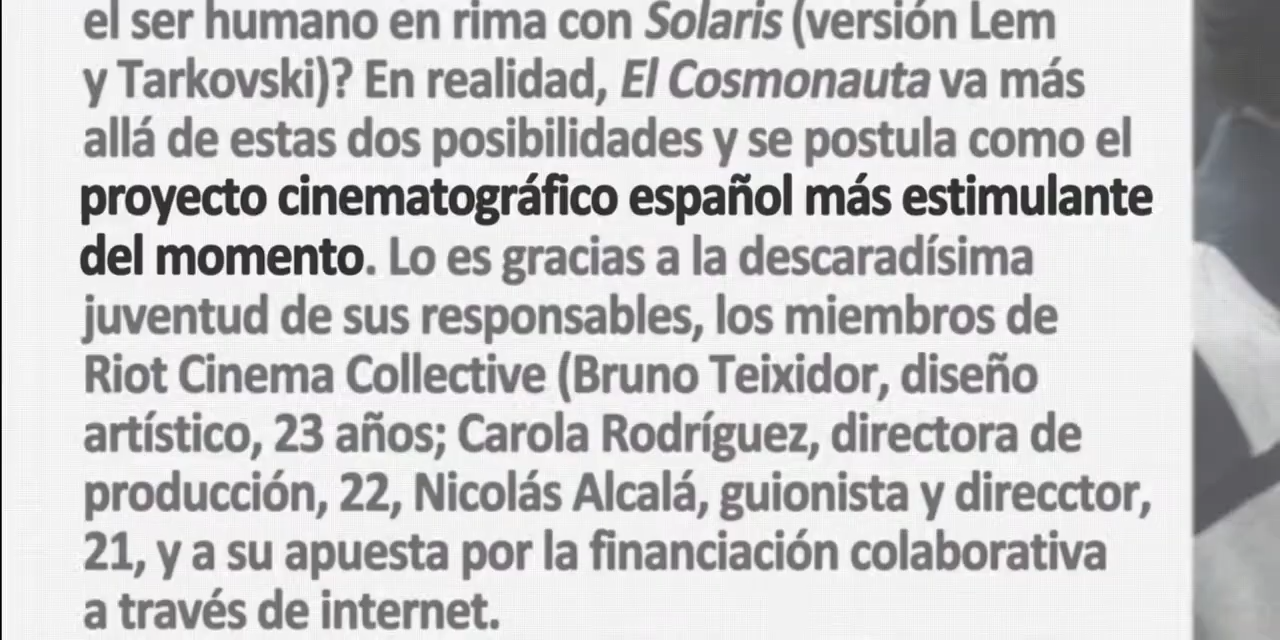 el ser humano en rima con Solaris (versión Lem
y Tarkovski)? En realidad, El Cosmonauta va más
allá de estas dos posibilidades y se postula como el
proyecto cinematográfico español más estimulante
del momento. Lo es gracias a la descaradísima
juventud de sus responsables, los miembros de
Riot Cinema Collective (Bruno Teixidor, diseño
artístico, 23 años; Carola Rodríguez, directora de
producción, 22, Nicolás Alcalá, guionista y direcctor,
21, y a su apuesta por la financiación colaborativa
a través de internet.